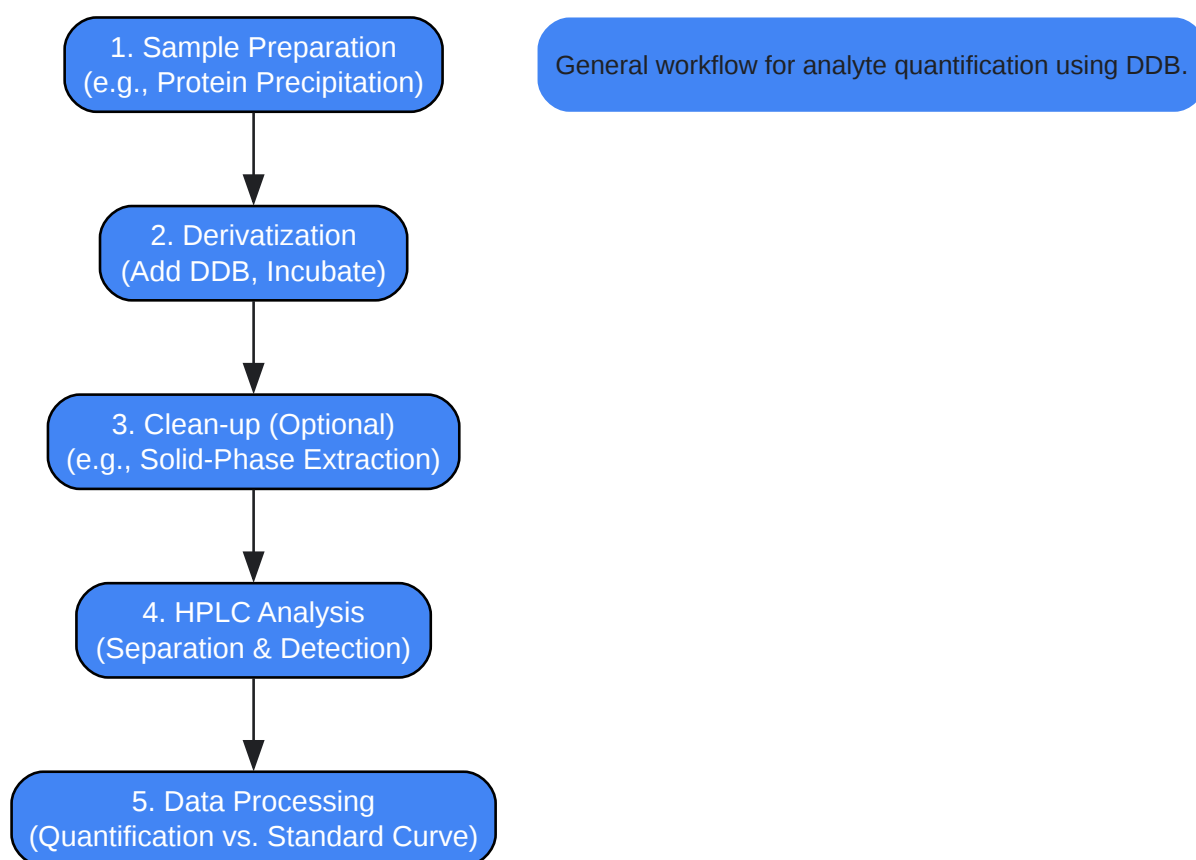 1. Sample Preparation
(e.g., Protein Precipitation)
General workflow for analyte quantification using DDB.
2. Derivatization
(Add DDB, Incubate)
3. Clean-up (Optional)
(e.g., Solid-Phase Extraction)
4. HPLC Analysis
(Separation & Detection)
5. Data Processing
(Quantification vs. Standard Curve)